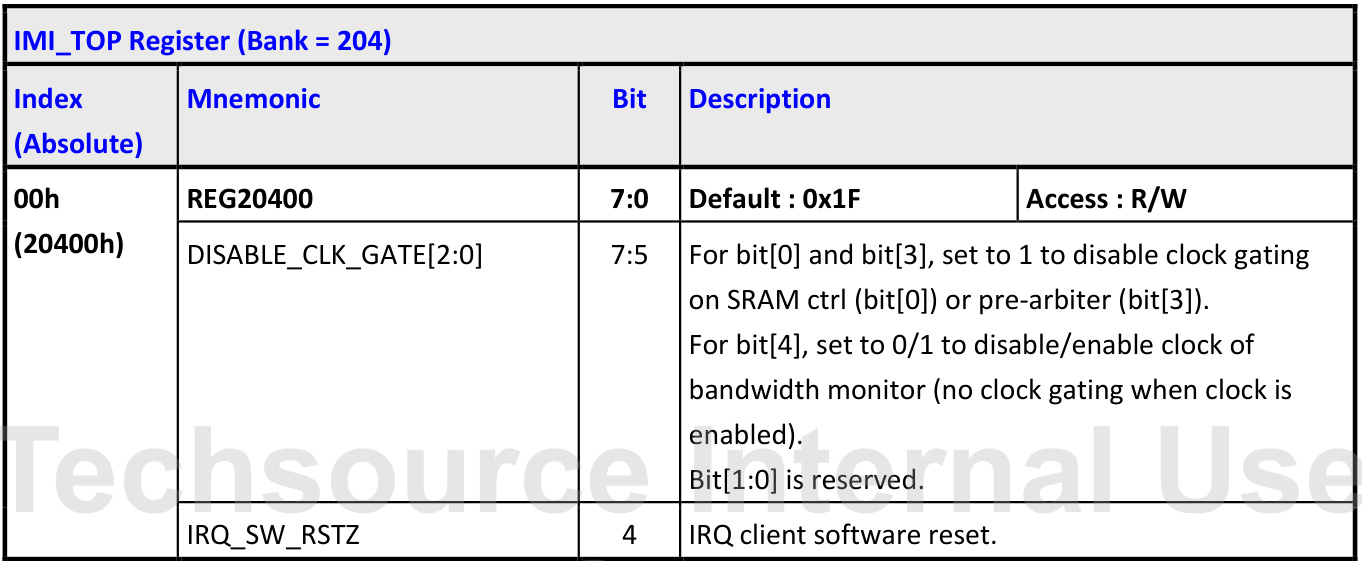 IMI_TOP Register (Bank = 204)
Index
(Absolute)
Mnemonic
Bit
Description
00h
(20400h)
REG20400
7:0
Default : 0x1F
Access : R/W
DISABLE_CLK_GATE[2:0]
7:5
For bit[0] and bit[3], set to 1 to disable clock gating
on SRAM ctrl (bit[0]) or pre-arbiter (bit[3]).
For bit[4], set to 0/1 to disable/enable clock of
bandwidth monitor (no clock gating when clock is
enabled).
Bit[1:0] is reserved.
IRQ_SW_RSTZ
4
IRQ client software reset.
Techsource Internal Use